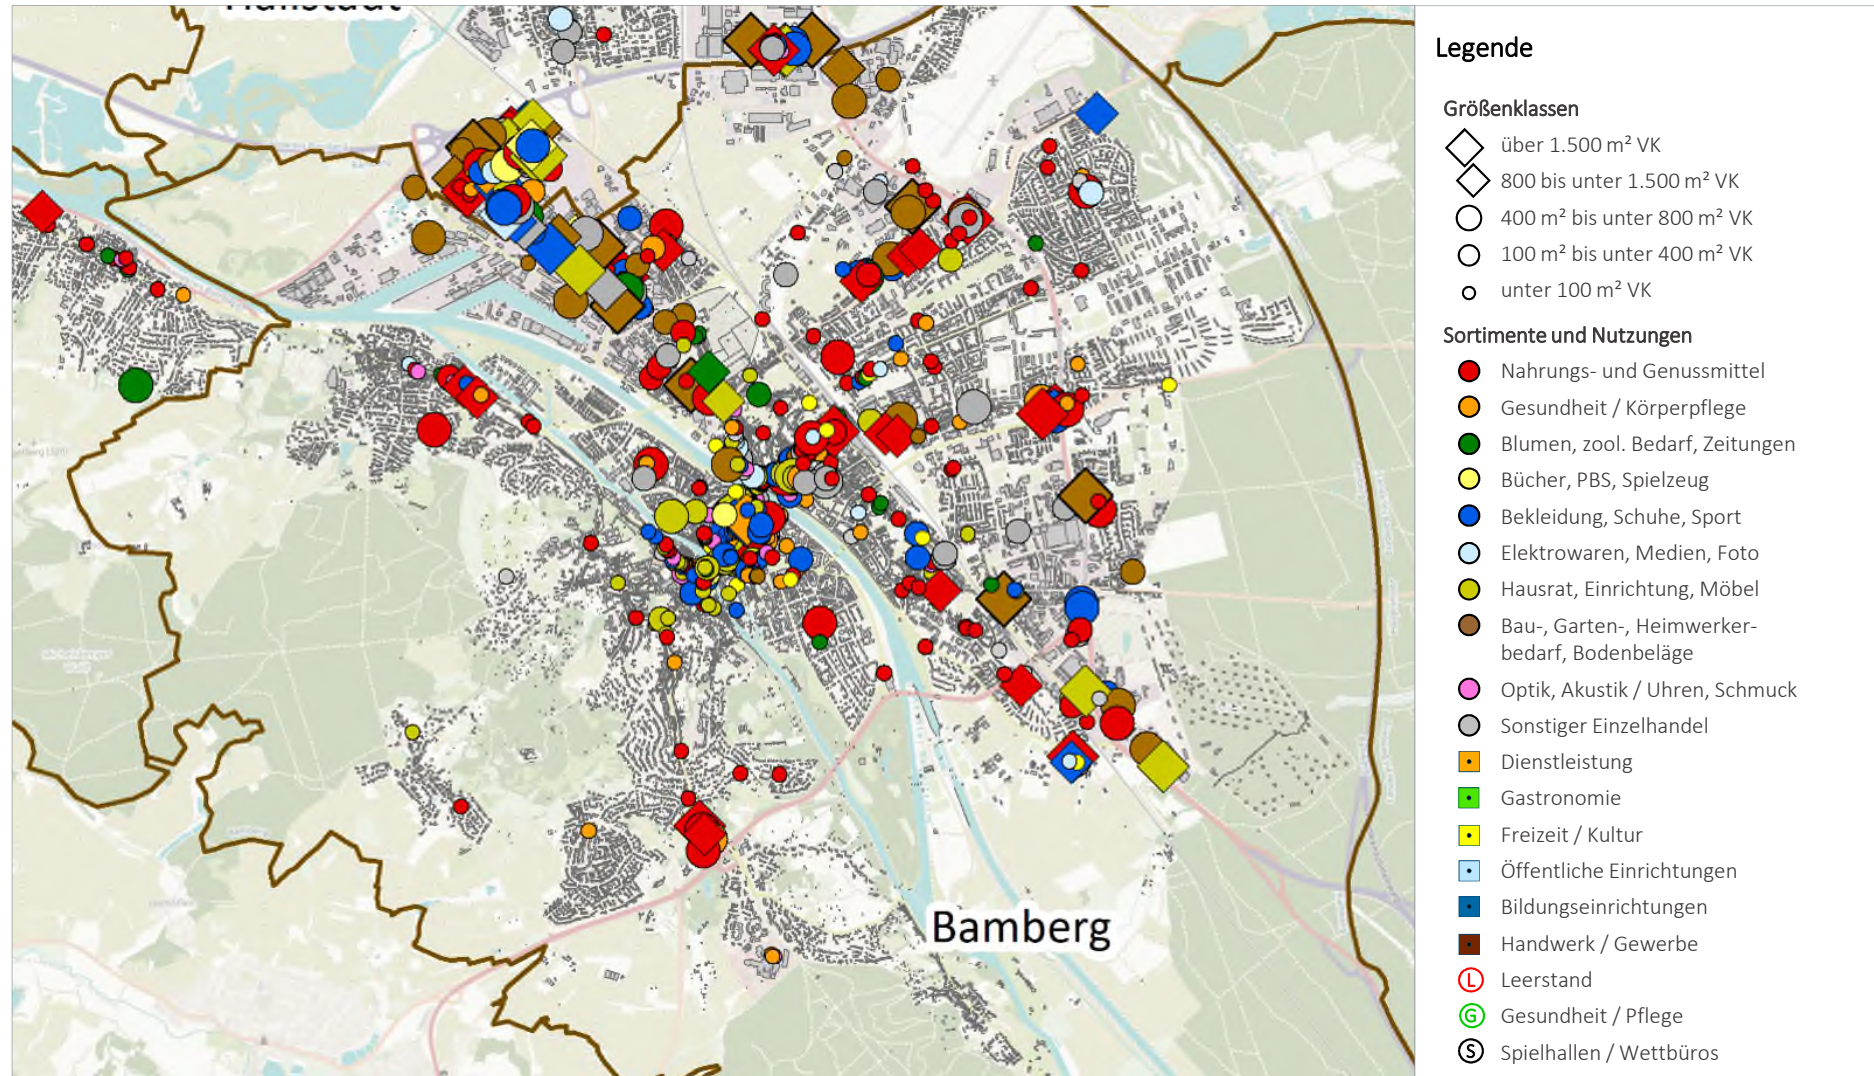 Hallstadt
Bamberg
Legende
Größenklassen
über 1.500 m² VK
800 bis unter 1.500 m² VK
400 m² bis unter 800 m² VK
100 m² bis unter 400 m² VK
unter 100 m² VK
Sortimente und Nutzungen
Nahrungs- und Genussmittel
Gesundheit / Körperpflege
Blumen, zool. Bedarf, Zeitungen
Bücher, PBS, Spielzeug
Bekleidung, Schuhe, Sport
Elektrowaren, Medien, Foto
Hausrat, Einrichtung, Möbel
Bau-, Garten-, Heimwerker-
bedarf, Bodenbeläge
Optik, Akustik / Uhren, Schmuck
Sonstiger Einzelhandel
Dienstleistung
Gastronomie
Freizeit / Kultur
Öffentliche Einrichtungen
Bildungseinrichtungen
Handwerk / Gewerbe
L Leerstand
G Gesundheit / Pflege
S Spielhallen / Wettbüros